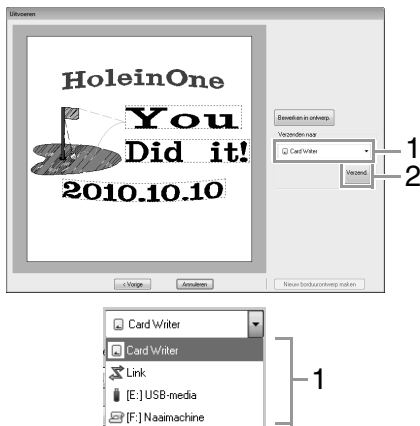 Uitvoeren
HoleinOne
You
Did it!
2010.10.10
Bewerken in ontwerp.
Verzenden naar
Card Writer
1
Verzend.
2
< Vorige
Annuleren
Nieuw borduurontwerp maken
Card Writer
Card Writer
Link
[E:] USB-media
[F:] Naaimachine
1